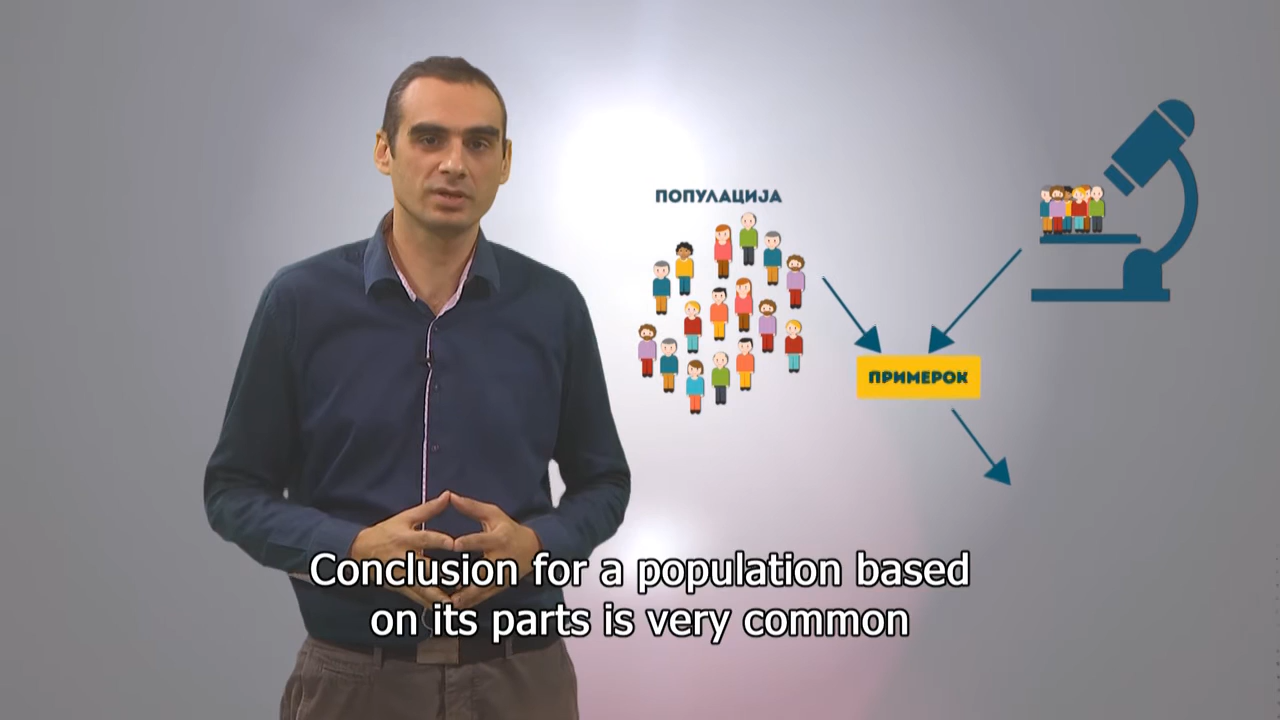 ПОПУЛАЦИЈА
ПРИМЕРОК
Conclusion for a population based
on its parts is very common